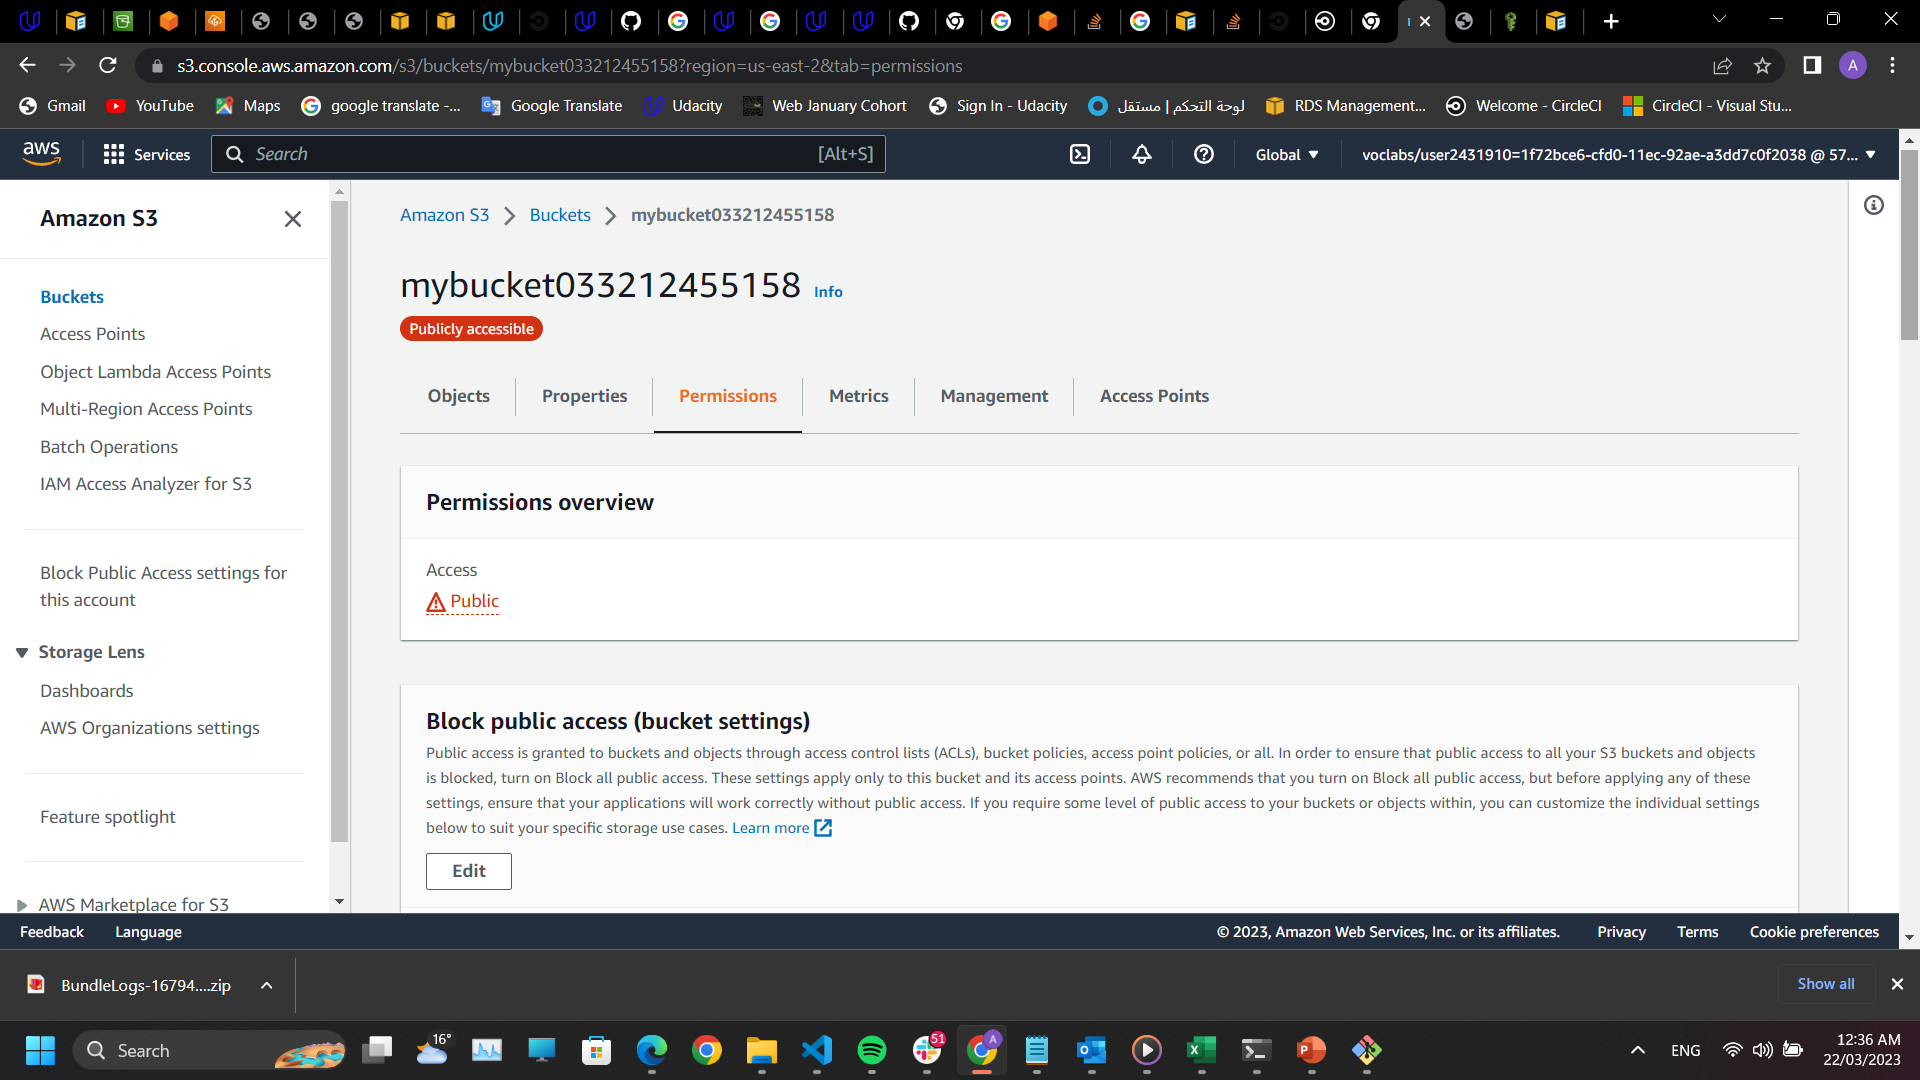 s3.console.aws.amazon.com/s3/buckets/mybucket033212455158?region=us-east-2&tab=permissions
A
Gmail
YouTube
Maps
google translate -...
Google Translate
Udacity
Web January Cohort
Sign In - Udacity
لوحة التحكم | مستقل
RDS Management...
Welcome - CircleCI
CircleCI - Visual Stu...
aws
Services
Search
[Alt+S]
Global
voclabs/user2431910=1f72bce6-cfd0-11ec-92ae-a3dd7c0f2038 @ 57...
Amazon S3
Buckets
Access Points
Object Lambda Access Points
Multi-Region Access Points
Batch Operations
IAM Access Analyzer for S3
Block Public Access settings for
this account
Storage Lens
Dashboards
AWS Organizations settings
Feature spotlight
AWS Marketplace for S3
Amazon S3 > Buckets > mybucket033212455158
mybucket033212455158 Info
Publicly accessible
Objects
Properties
Permissions
Metrics
Management
Access Points
Permissions overview
Access
Public
Block public access (bucket settings)
Public access is granted to buckets and objects through access control lists (ACLs), bucket policies, access point policies, or all. In order to ensure that public access to all your S3 buckets and objects
is blocked, turn on Block all public access. These settings apply only to this bucket and its access points. AWS recommends that you turn on Block all public access, but before applying any of these
settings, ensure that your applications will work correctly without public access. If you require some level of public access to your buckets or objects within, you can customize the individual settings
below to suit your specific storage use cases. Learn more
Edit
Feedback
Language
© 2023, Amazon Web Services, Inc. or its affiliates.
Privacy
Terms
Cookie preferences
BundleLogs-16794....zip
Show all
Search
16°
51
A
ENG
12:36 AM
22/03/2023